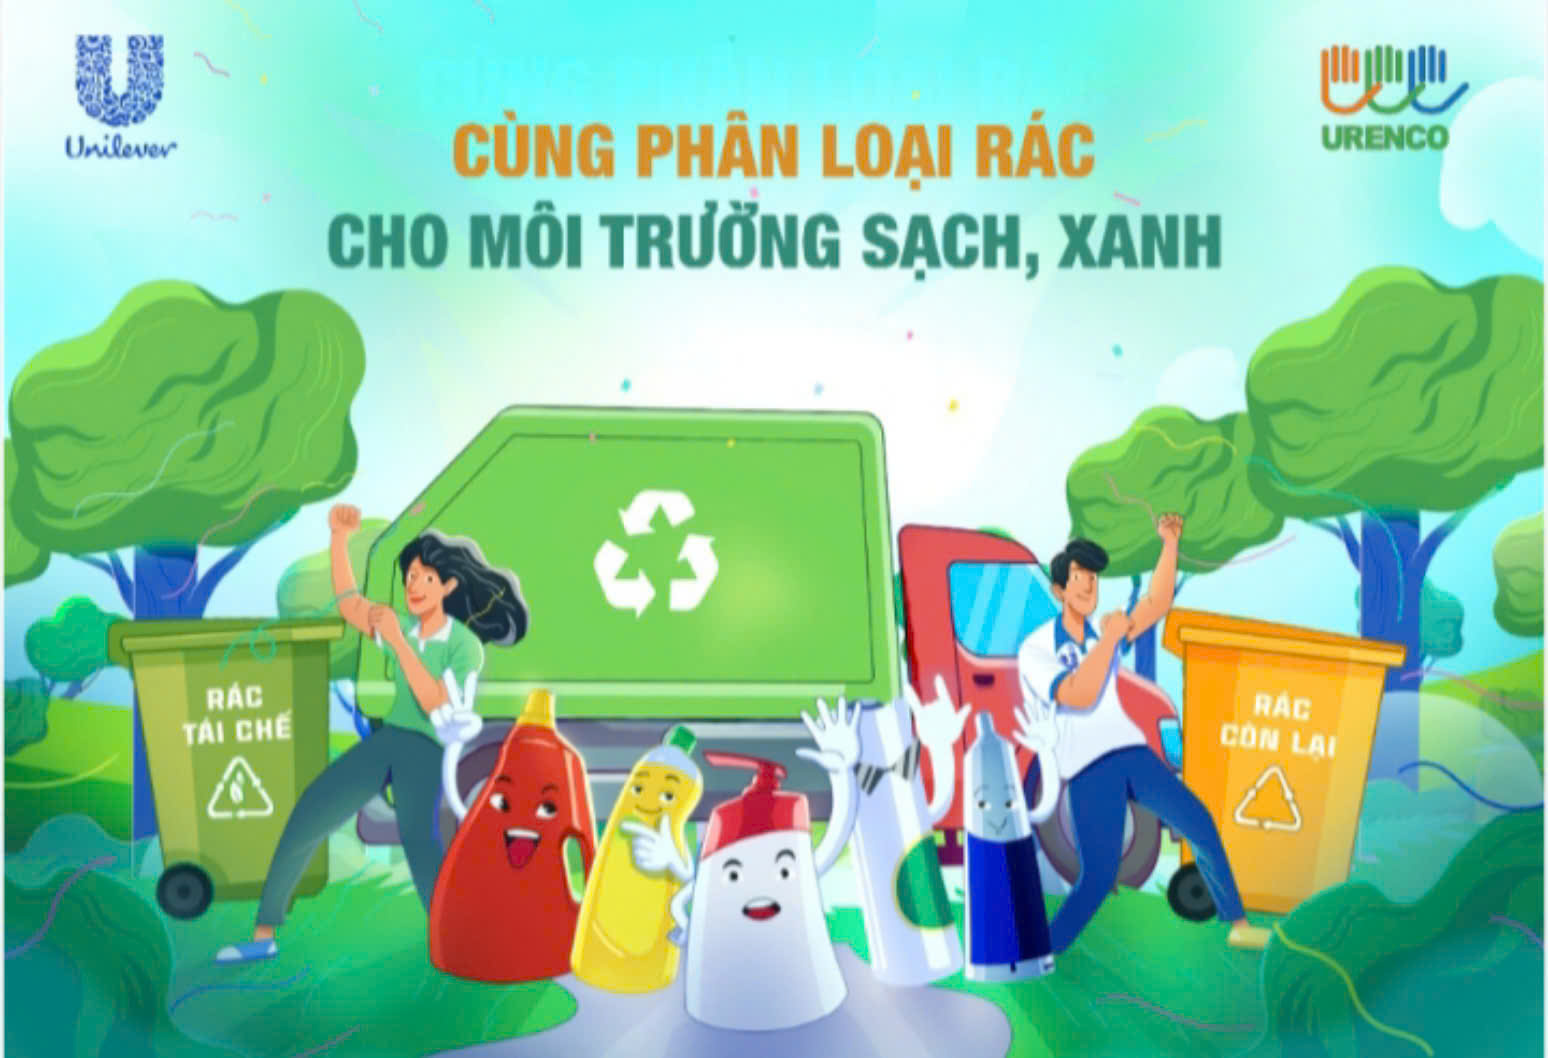 Unilever
URENCO
CÙNG PHÂN LOẠI RÁC
CHO MÔI TRƯỜNG SẠCH, XANH
RÁC
TÁI CHẾ
RÁC
CÒN LẠI